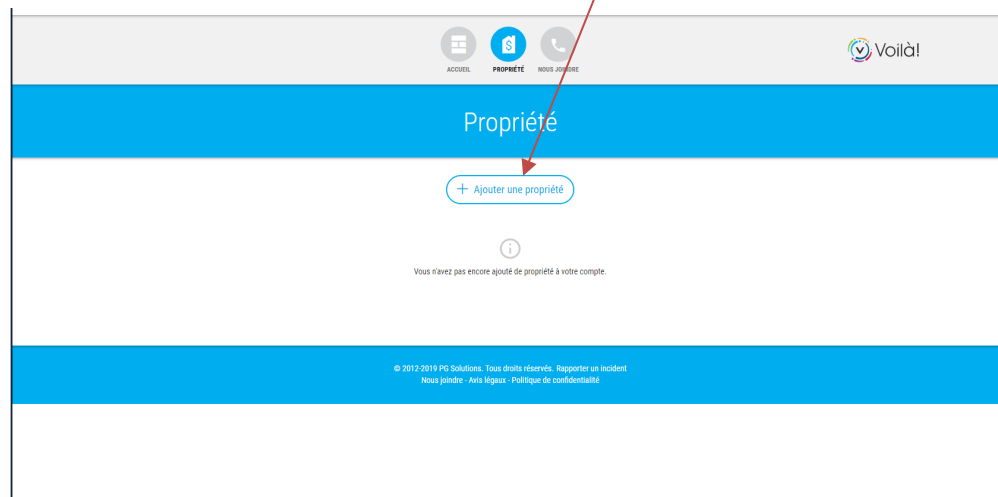 ACCUEIL PROPRIÉTÉ NOUS JOINDRE
Voilà!
Propriété
+ Ajouter une propriété
Vous n'avez pas encore ajouté de propriété à votre compte.
© 2012-2019 PG Solutions. Tous droits réservés. Rapporter un incident
Nous joindre - Avis légaux - Politique de confidentialité